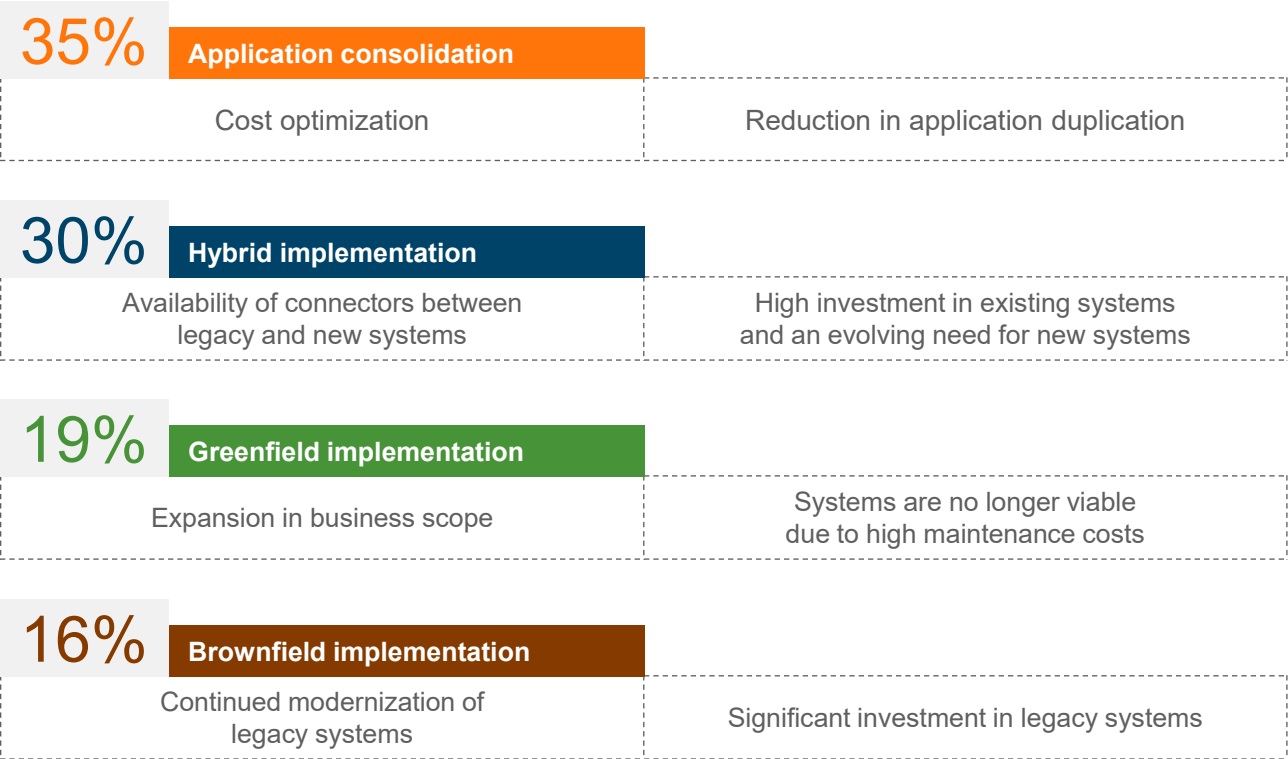 35%
Application consolidation
Cost optimization
Reduction in application duplication
30%
Hybrid implementation
Availability of connectors between
legacy and new systems
High investment in existing systems
and an evolving need for new systems
19%
Greenfield implementation
Expansion in business scope
Systems are no longer viable
due to high maintenance costs
16%
Brownfield implementation
Continued modernization of
legacy systems
Significant investment in legacy systems